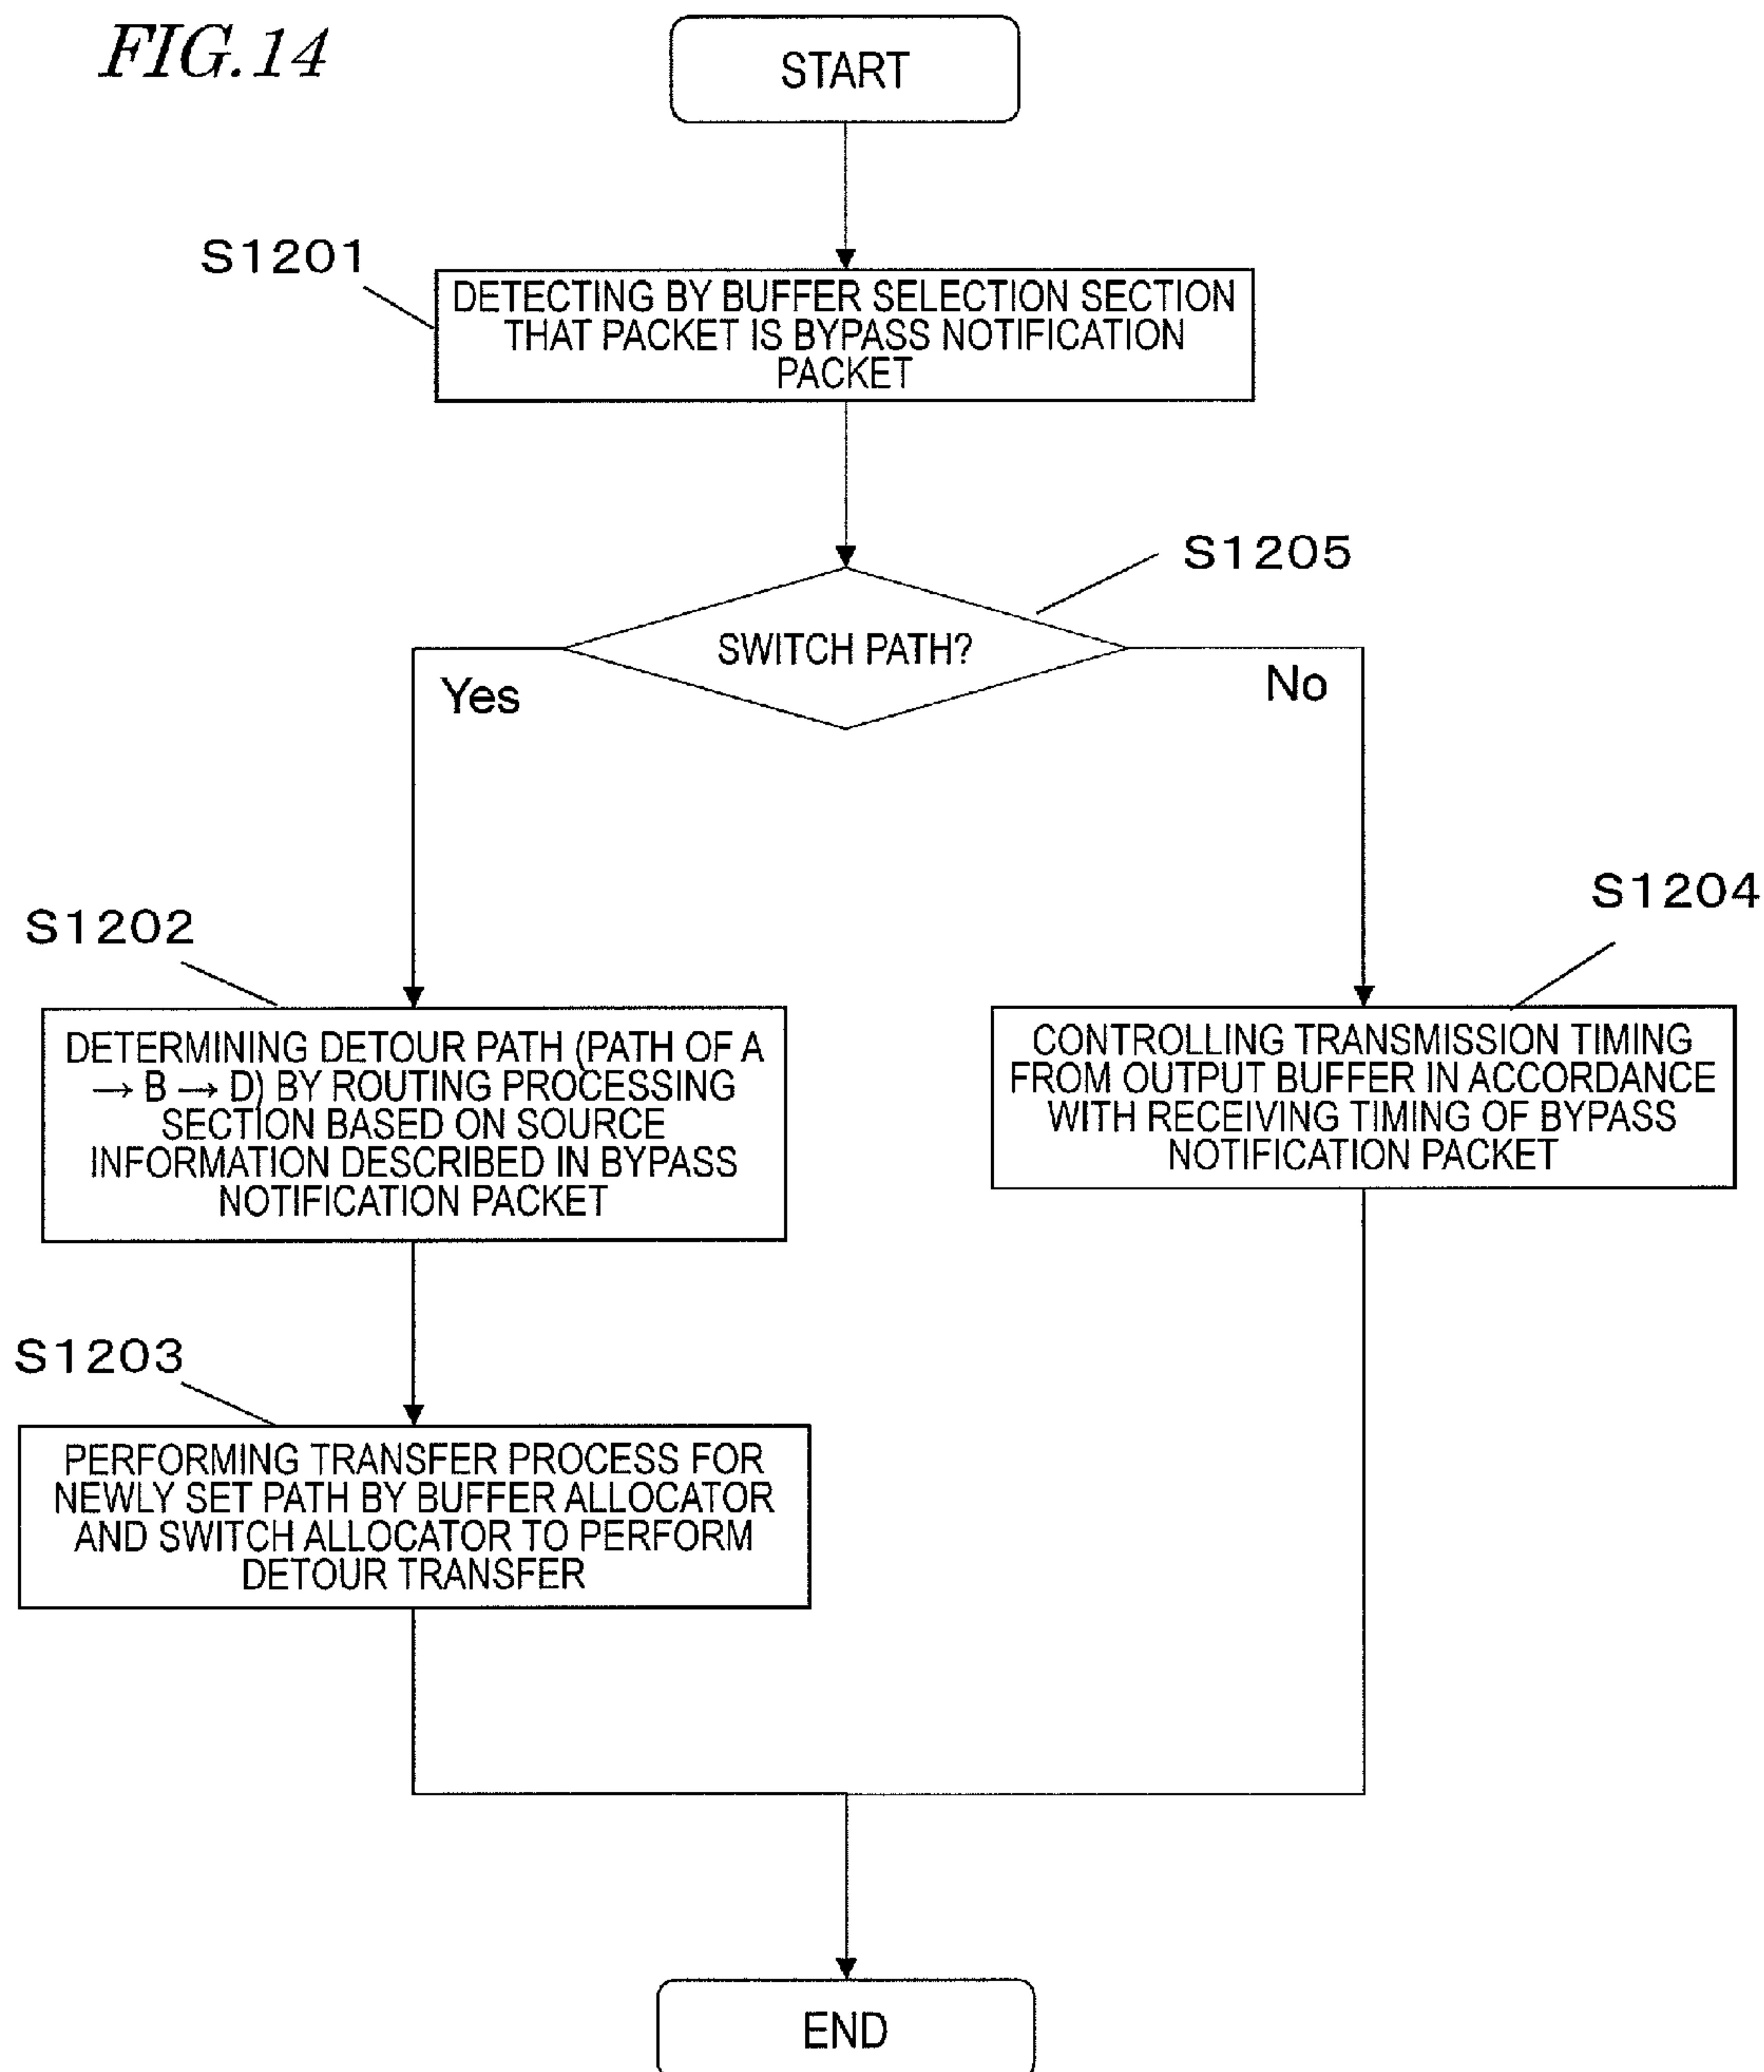 FIG.14
START
S1201
DETECTING BY BUFFER SELECTION SECTION
THAT PACKET IS BYPASS NOTIFICATION
PACKET
S1205
SWITCH PATH?
Yes
No
S1202
S1204
DETERMINING DETOUR PATH (PATH OF A
→ B → D) BY ROUTING PROCESSING
SECTION BASED ON SOURCE
INFORMATION DESCRIBED IN BYPASS
NOTIFICATION PACKET
CONTROLLING TRANSMISSION TIMING
FROM OUTPUT BUFFER IN ACCORDANCE
WITH RECEIVING TIMING OF BYPASS
NOTIFICATION PACKET
S1203
PERFORMING TRANSFER PROCESS FOR
NEWLY SET PATH BY BUFFER ALLOCATOR
AND SWITCH ALLOCATOR TO PERFORM
DETOUR TRANSFER
END